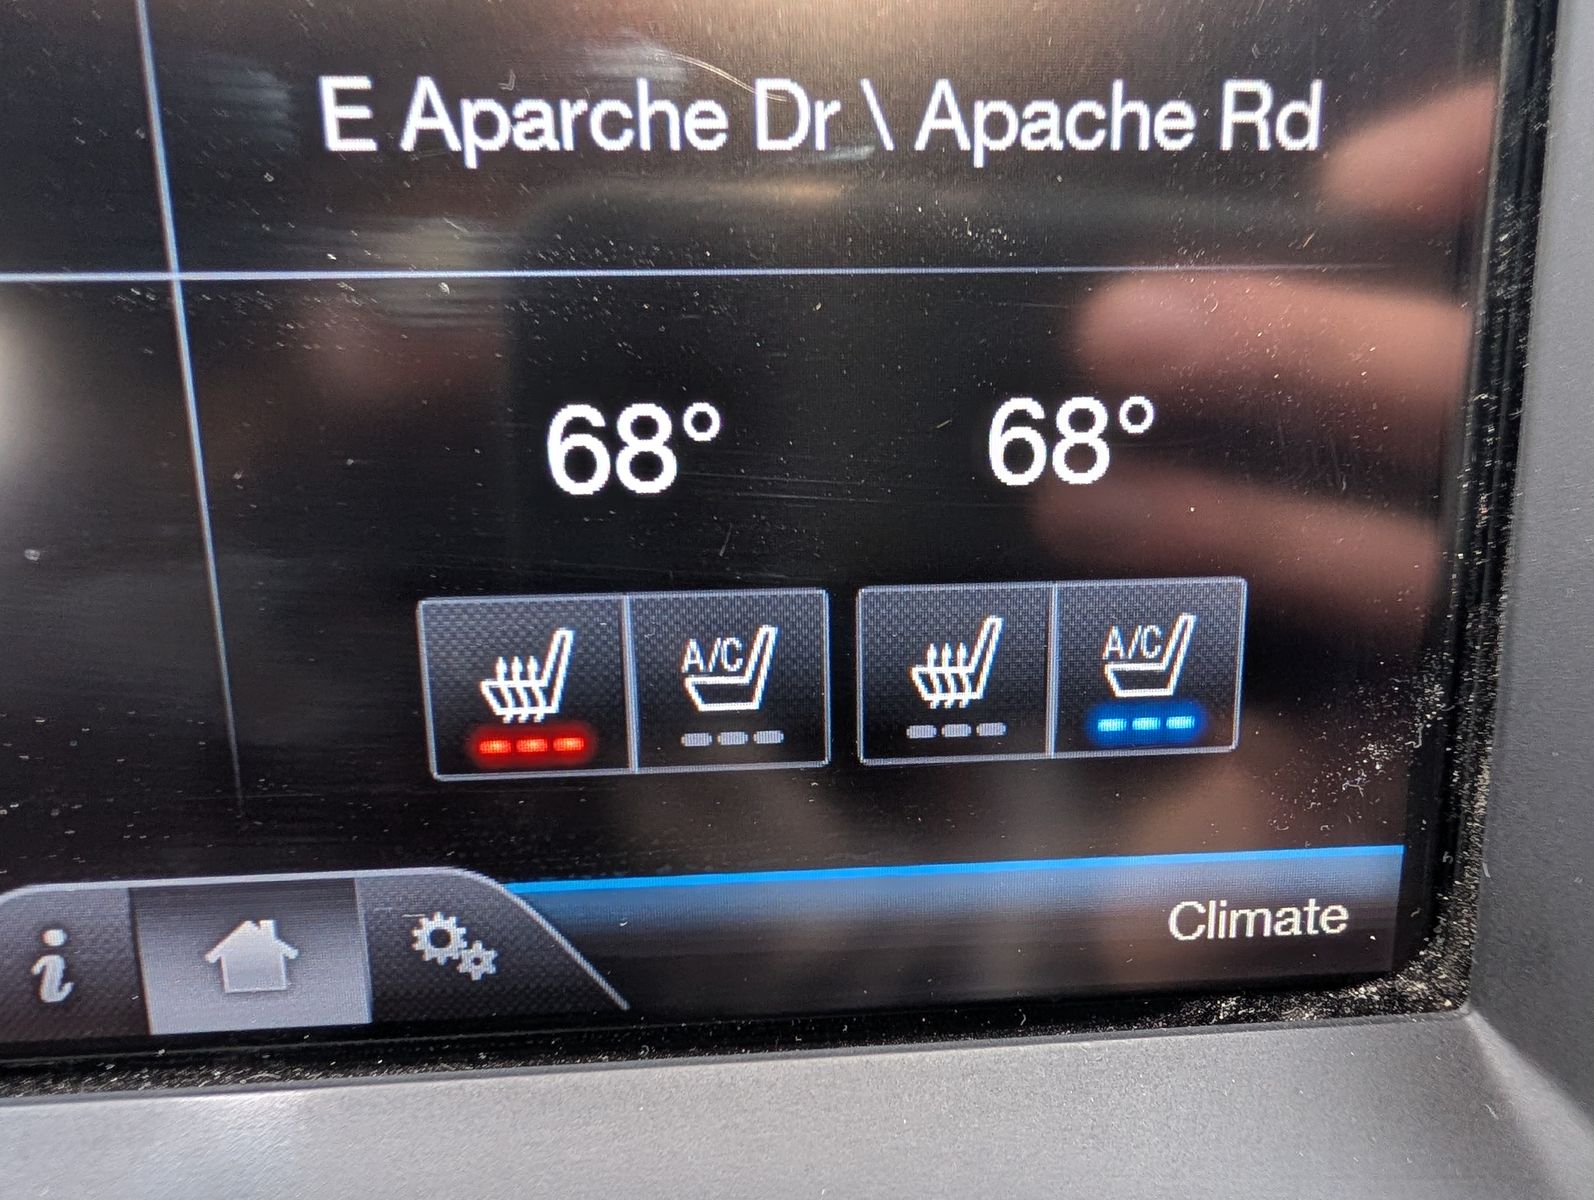 E Aparche Dr \ Apache Rd
68° 68°
A/C A/C
Climate